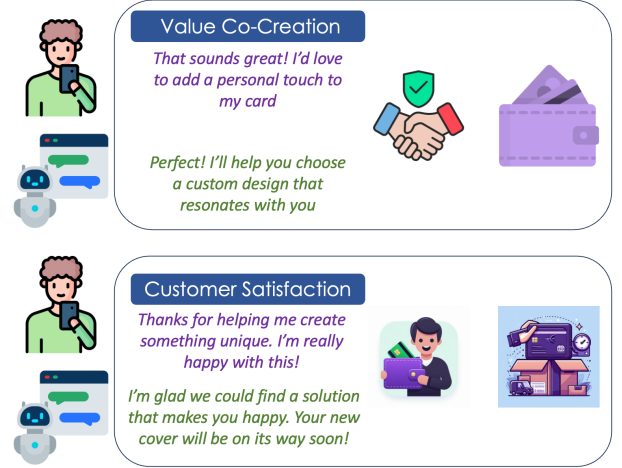 Value Co-Creation
That sounds great! I'd love
to add a personal touch to
my card
Perfect! I'll help you choose
a custom design that
resonates with you
Customer Satisfaction
Thanks for helping me create
something unique. I'm really
happy with this!
I'm glad we could find a solution
that makes you happy. Your new
cover will be on its way soon!